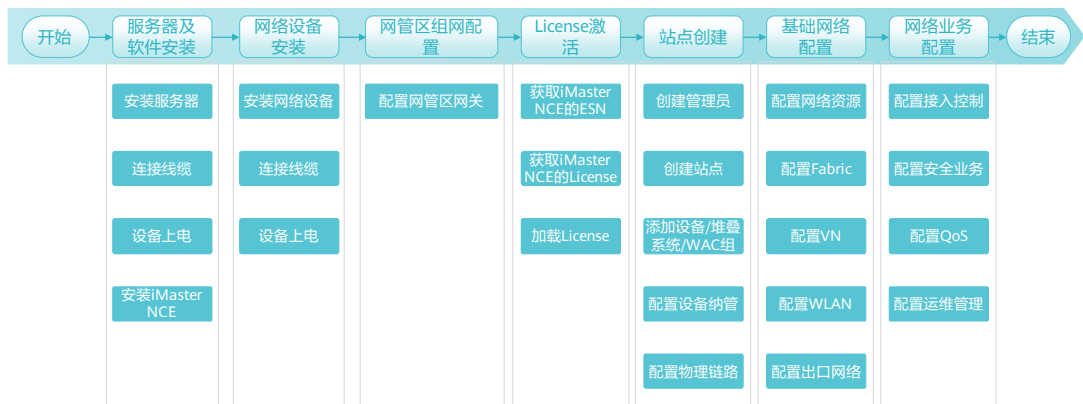 开始
服务器及
软件安装
网络设备
安装
网管区组网配
置
License激
活
站点创建
基础网络
配置
网络业务
配置
结束
安装服务器
连接线缆
设备上电
安装iMaster
NCE
安装网络设备
连接线缆
设备上电
配置网管区网关
获取iMaster
NCE的ESN
获取iMaster
NCE的License
加载License
创建管理员
创建站点
添加设备/堆叠
系统/WAC组
配置设备纳管
配置物理链路
配置网络资源
配置Fabric
配置VN
配置WLAN
配置出口网络
配置接入控制
配置安全业务
配置QoS
配置运维管理